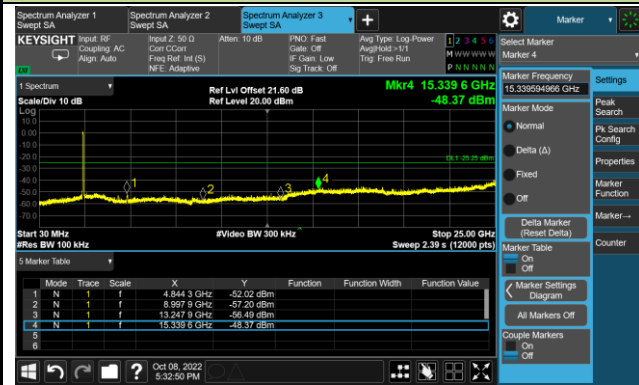 Spectrum Analyzer 1
Swept SA
Spectrum Analyzer 2
Swept SA
Spectrum Analyzer 3
Swept SA
Marker
KEYSIGHT
Input: RF
Coupling: AC
Align: Auto
Input Z: 50 Ω
Corr CCorr
Freq Ref: Int (S)
NFE: Adaptive
Atten: 10 dB
PNO: Fast
Gate: Off
IF Gain: Low
Sig Track: Off
Avg Type: Log-Power
Avg|Hold:>1/1
Trig: Free Run
1 2 3 4 5 6
M W W W W W
P N N N N N
Select Marker
Marker 4
1 Spectrum
Scale/Div 10 dB
Log
Ref Lvl Offset 21.60 dB
Ref Level 20.00 dBm
Mkr4 15.339 6 GHz
-48.37 dBm
10.0
0.00
-10.0
-20.0
-30.0
-40.0
-50.0
-60.0
-70.0
DL1 -25.25 dBm
1
2
3
4
Start 30 MHz
#Res BW 100 kHz
#Video BW 300 kHz
Stop 25.00 GHz
Sweep 2.39 s (12000 pts)
5 Marker Table
Mode Trace Scale X Y Function Function Width Function Value
1 N 1 f 4.844 3 GHz -52.02 dBm
2 N 1 f 8.997 9 GHz -57.20 dBm
3 N 1 f 13.247 9 GHz -56.49 dBm
4 N 1 f 15.339 6 GHz -48.37 dBm
5
6
Marker Frequency
15.339594966 GHz
Marker Mode
Normal
Delta (Δ)
Fixed
Off
Delta Marker
(Reset Delta)
Marker Table
On
Off
Marker Settings
Diagram
All Markers Off
Couple Markers
On
Off
Settings
Peak
Search
Pk Search
Config
Properties
Marker
Function
Marker→
Counter
?
Oct 08, 2022
5:32:50 PM